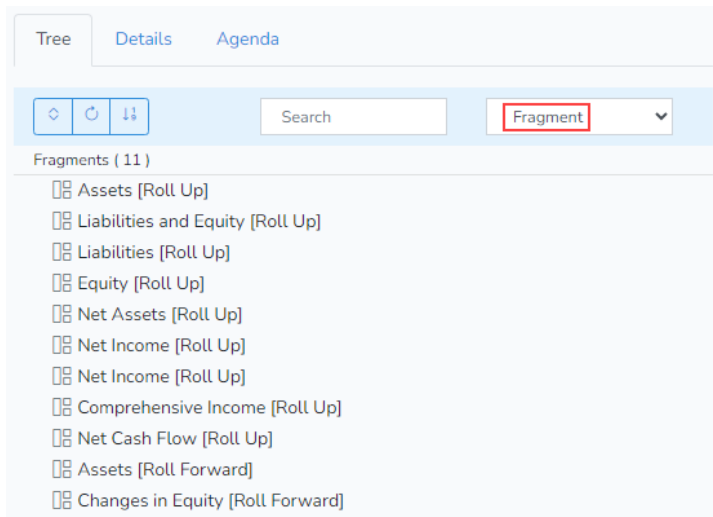 Tree Details Agenda
Search Fragment
Fragments ( 11 )
Assets [Roll Up]
Liabilities and Equity [Roll Up]
Liabilities [Roll Up]
Equity [Roll Up]
Net Assets [Roll Up]
Net Income [Roll Up]
Net Income [Roll Up]
Comprehensive Income [Roll Up]
Net Cash Flow [Roll Up]
Assets [Roll Forward]
Changes in Equity [Roll Forward]